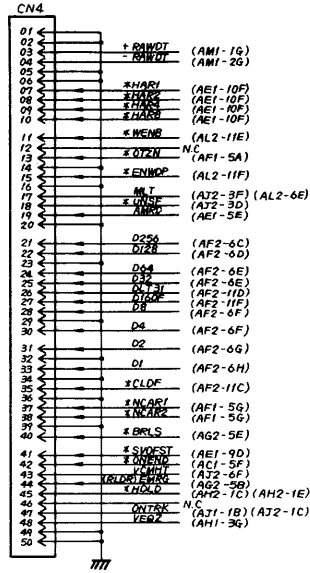 CN4
01
02
03 + RAWDT (AM1-1G)
04 - RAWDT (AM1-2G)
05
06
07 *HAR1 (AE1-10F)
08 *HAR2 (AE1-10F)
09 *HAR4 (AE1-10F)
10 *HAR8 (AE1-10F)
11 *WENB (AL2-11E)
12 N.C
13 *OTZN (AF1-5A)
14
15 *ENWDP (AL2-11F)
16
17 MLT (AJ2-3F) (AL2-6E)
18 *UNSF (AJ2-3D)
19 AMRD (AE1-5E)
20
21 D256 (AF2-6C)
22 D128 (AF2-6D)
23
24 D64 (AF2-6E)
25 D32 (AF2-6E)
26 DLT31 (AF2-11D)
27 D16OF (AF2-11F)
28 D8 (AF2-6F)
29
30 D4 (AF2-6F)
31 D2 (AF2-6G)
32
33 D1 (AF2-6H)
34
35 *CLDF (AF2-11C)
36
37 *NCAR1 (AF1-5G)
38 *NCAR2 (AF1-5G)
39
40 *BRLS (AG2-5E)
41 *SVOFST (AE1-9D)
42 *ONEND (AC1-5F)
43 VCMHT (AJ2-6F)
44 (RLDR)EMRG (AG2-5B)
45 *HOLD (AH2-1C) (AH2-1E)
46 N.C
47 ONTRK (AJ1-1B) (AJ2-1C)
48 VEQ2 (AH1-3G)
49
50